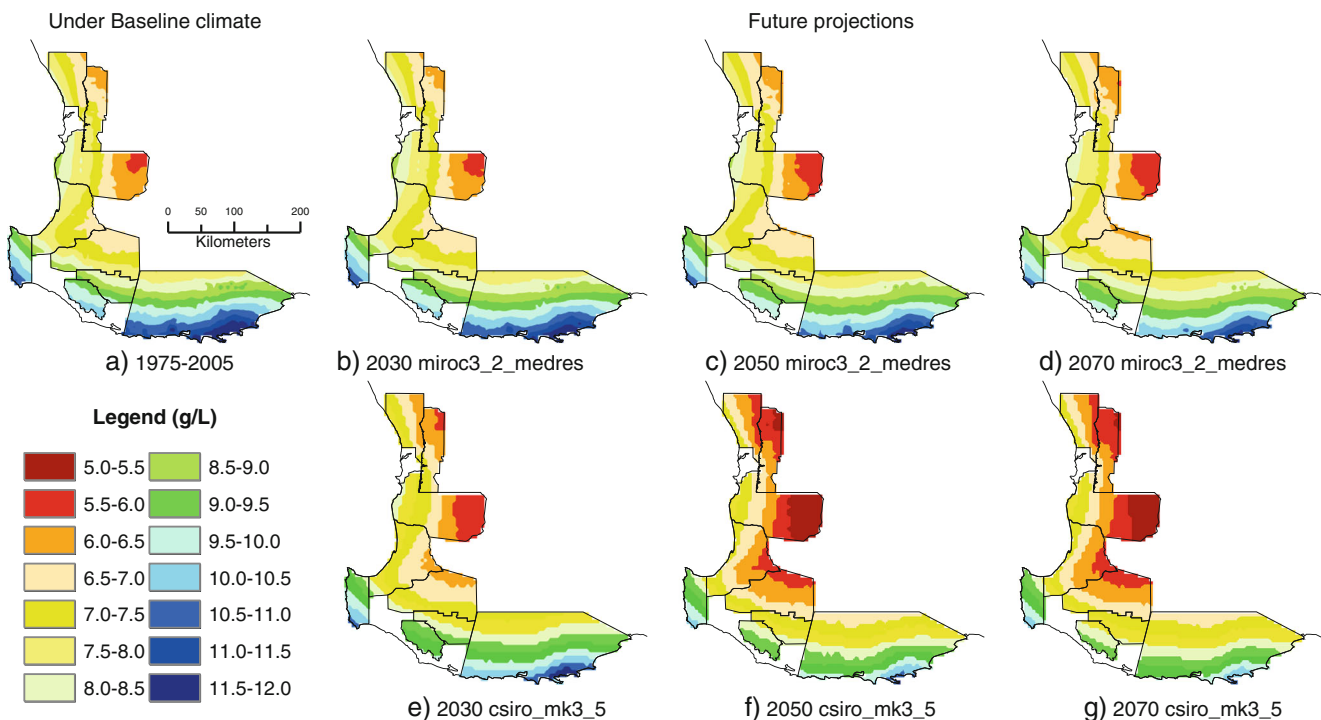 Under Baseline climate
Future projections
0 50 100 200
Kilometers
a) 1975-2005
b) 2030 miroc3_2_medres
c) 2050 miroc3_2_medres
d) 2070 miroc3_2_medres
Legend (g/L)
5.0-5.5 8.5-9.0
5.5-6.0 9.0-9.5
6.0-6.5 9.5-10.0
6.5-7.0 10.0-10.5
7.0-7.5 10.5-11.0
7.5-8.0 11.0-11.5
8.0-8.5 11.5-12.0
e) 2030 csiro_mk3_5
f) 2050 csiro_mk3_5
g) 2070 csiro_mk3_5